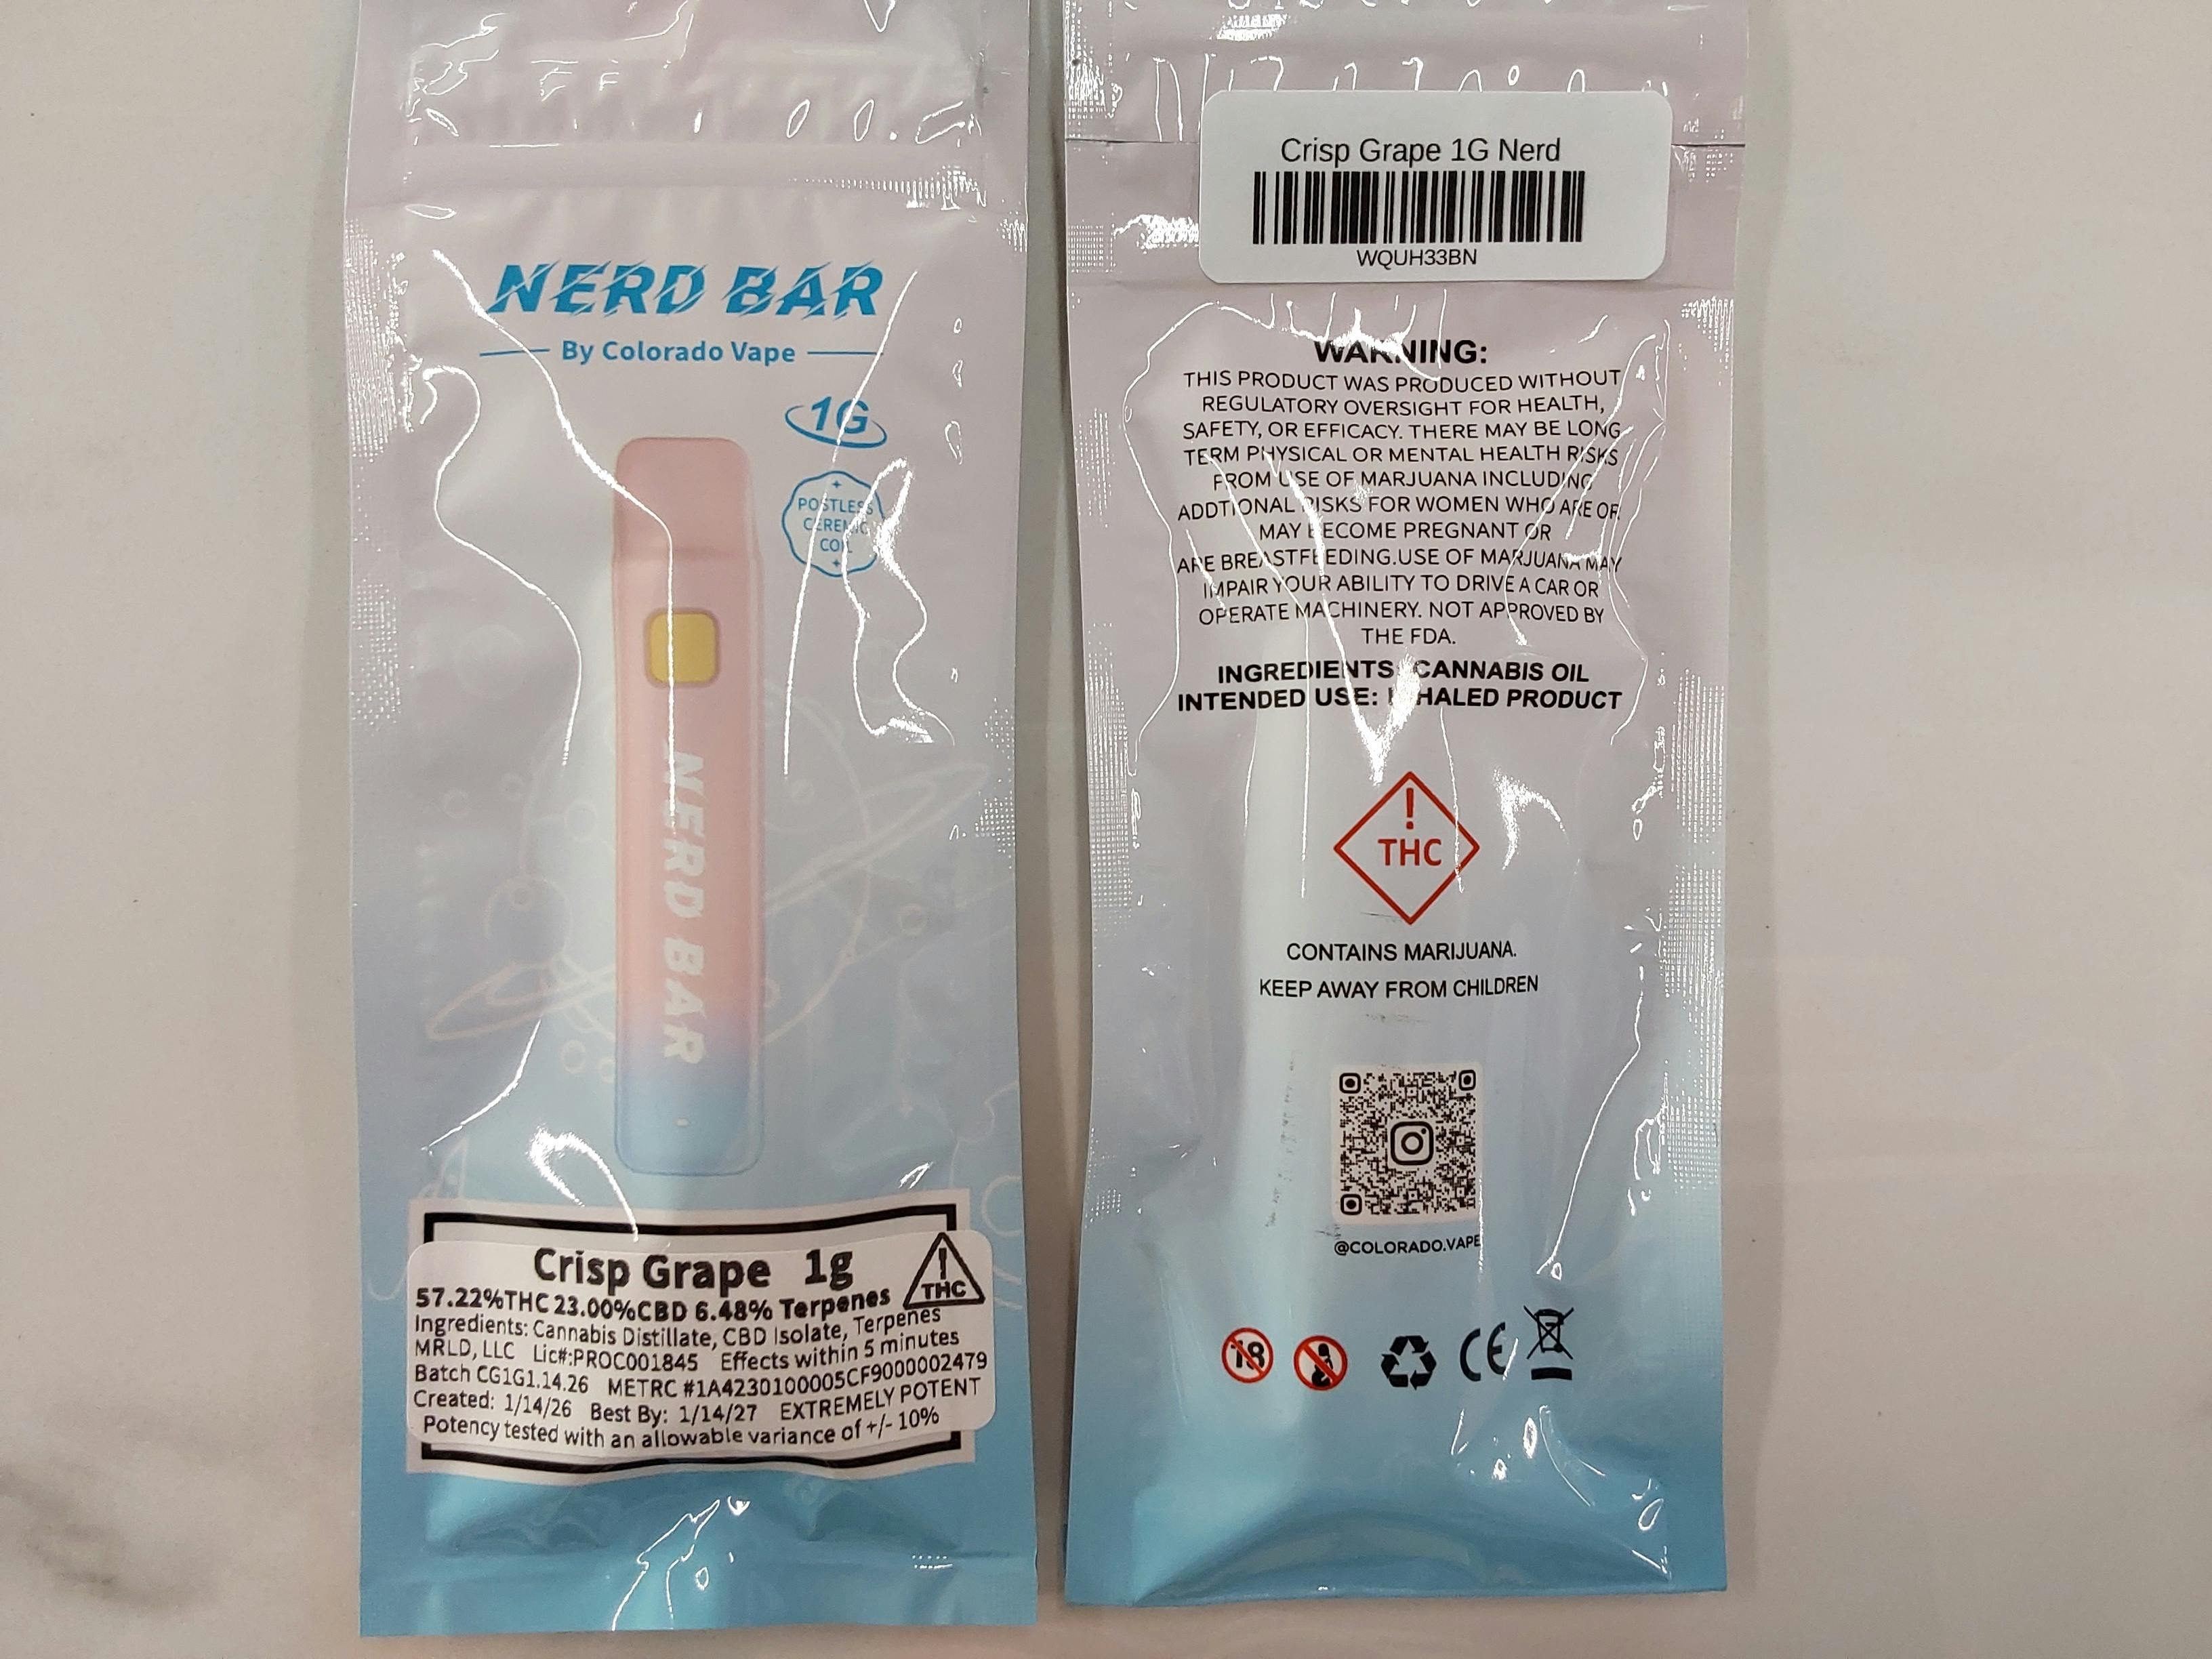 NERD BAR
By Colorado Vape
1G
POSTLESS
CEREMIC
COIL
NERD BAR
Crisp Grape 1g
THC
57.22%THC 23.00%CBD 6.48% Terpenes
Ingredients: Cannabis Distillate, CBD Isolate, Terpenes
MRLD, LLC Lic#:PROC001845 Effects within 5 minutes
Batch CG1G1.14.26 METRC #1A4230100005CF9000002479
Created: 1/14/26 Best By: 1/14/27 EXTREMELY POTENT
Potency tested with an allowable variance of +/- 10%
Crisp Grape 1G Nerd
WQUH33BN
WARNING:
THIS PRODUCT WAS PRODUCED WITHOUT
REGULATORY OVERSIGHT FOR HEALTH,
SAFETY, OR EFFICACY. THERE MAY BE LONG
TERM PHYSICAL OR MENTAL HEALTH RISKS
FROM USE OF MARJUANA INCLUDING
ADDTIONAL RISKS FOR WOMEN WHO ARE OR
MAY BECOME PREGNANT OR
ARE BREASTFEEDING.USE OF MARJUANA MAY
IMPAIR YOUR ABILITY TO DRIVE A CAR OR
OPERATE MACHINERY. NOT APPROVED BY
THE FDA.
INGREDIENTS: CANNABIS OIL
INTENDED USE: INHALED PRODUCT
!
THC
CONTAINS MARIJUANA.
KEEP AWAY FROM CHILDREN
@COLORADO.VAPE
18
CE